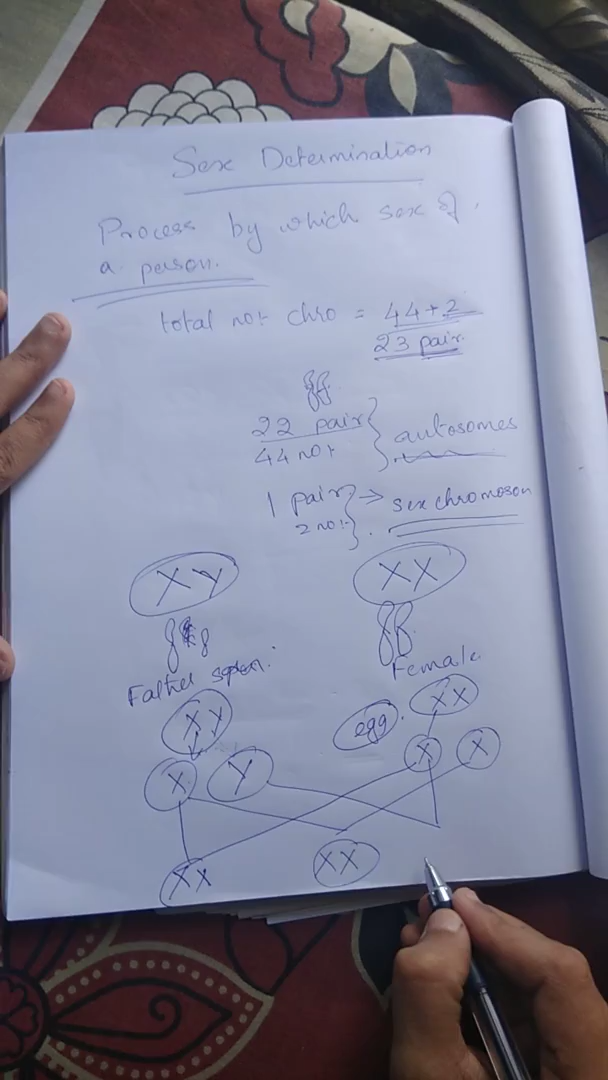 Sex Determination
Process by which sex of
a person.
total no:- chro = 44+2
23 pair
22 pair
44 no:-
autosomes
1 pair → sex chromoson
2 no:-
XY XX
Female
Father
XY egg. XX
X Y X X
XX XX